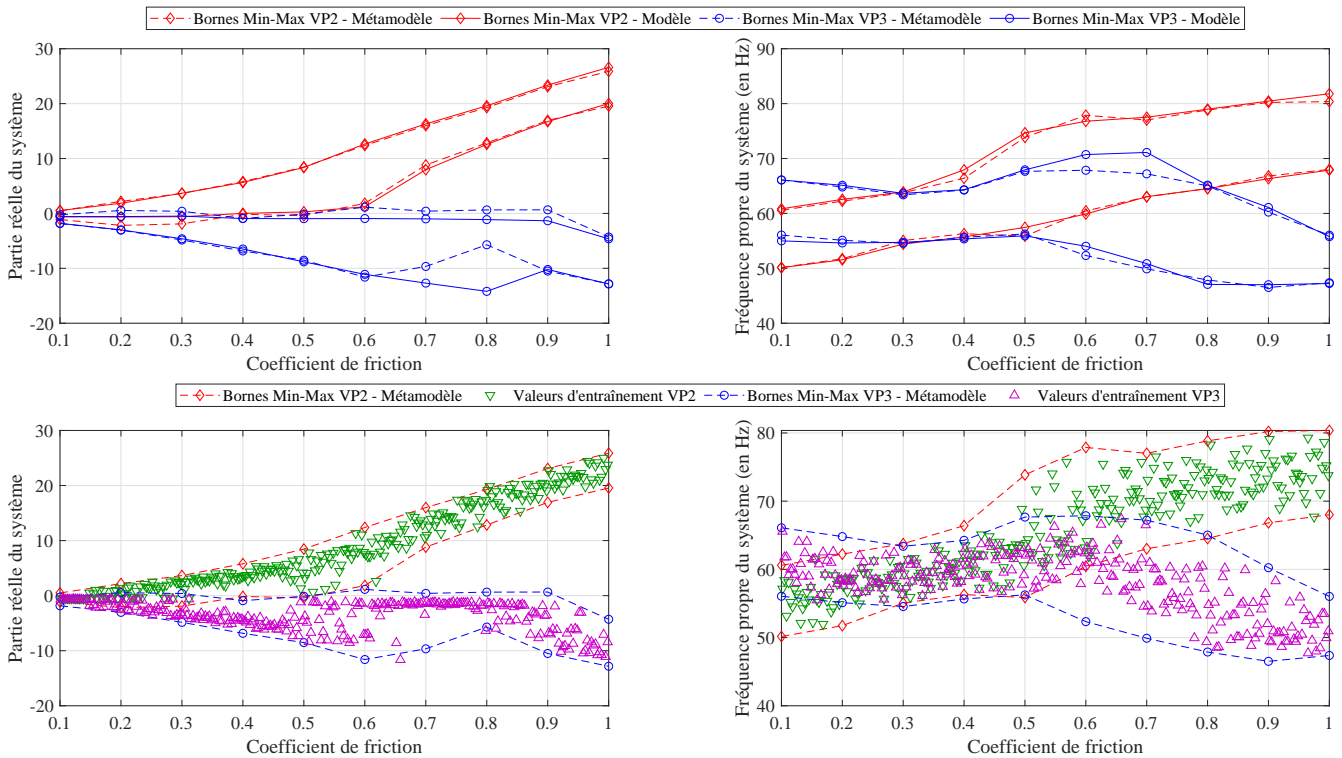 Bornes Min-Max VP2 - Métamodèle Bornes Min-Max VP2 - Modèle Bornes Min-Max VP3 - Métamodèle Bornes Min-Max VP3 - Modèle
Partie réelle du système
30
20
10
0
-10
-20
0.1 0.2 0.3 0.4 0.5 0.6 0.7 0.8 0.9 1
Coefficient de friction
Fréquence propre du système (en Hz)
90
80
70
60
50
40
0.1 0.2 0.3 0.4 0.5 0.6 0.7 0.8 0.9 1
Coefficient de friction
Bornes Min-Max VP2 - Métamodèle Valeurs d'entraînement VP2 Bornes Min-Max VP3 - Métamodèle Valeurs d'entraînement VP3
Partie réelle du système
30
20
10
0
-10
-20
0.1 0.2 0.3 0.4 0.5 0.6 0.7 0.8 0.9 1
Coefficient de friction
Fréquence propre du système (en Hz)
80
70
60
50
40
0.1 0.2 0.3 0.4 0.5 0.6 0.7 0.8 0.9 1
Coefficient de friction